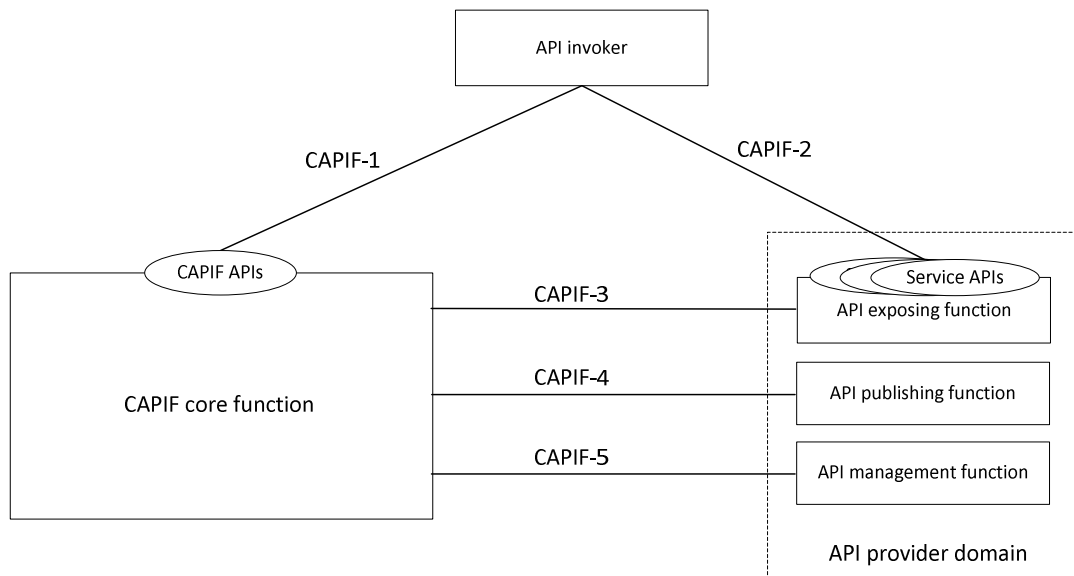 API invoker
CAPIF-1
CAPIF-2
CAPIF APIs
Service APIs
CAPIF-3
API exposing function
CAPIF-4
API publishing function
CAPIF core function
CAPIF-5
API management function
API provider domain